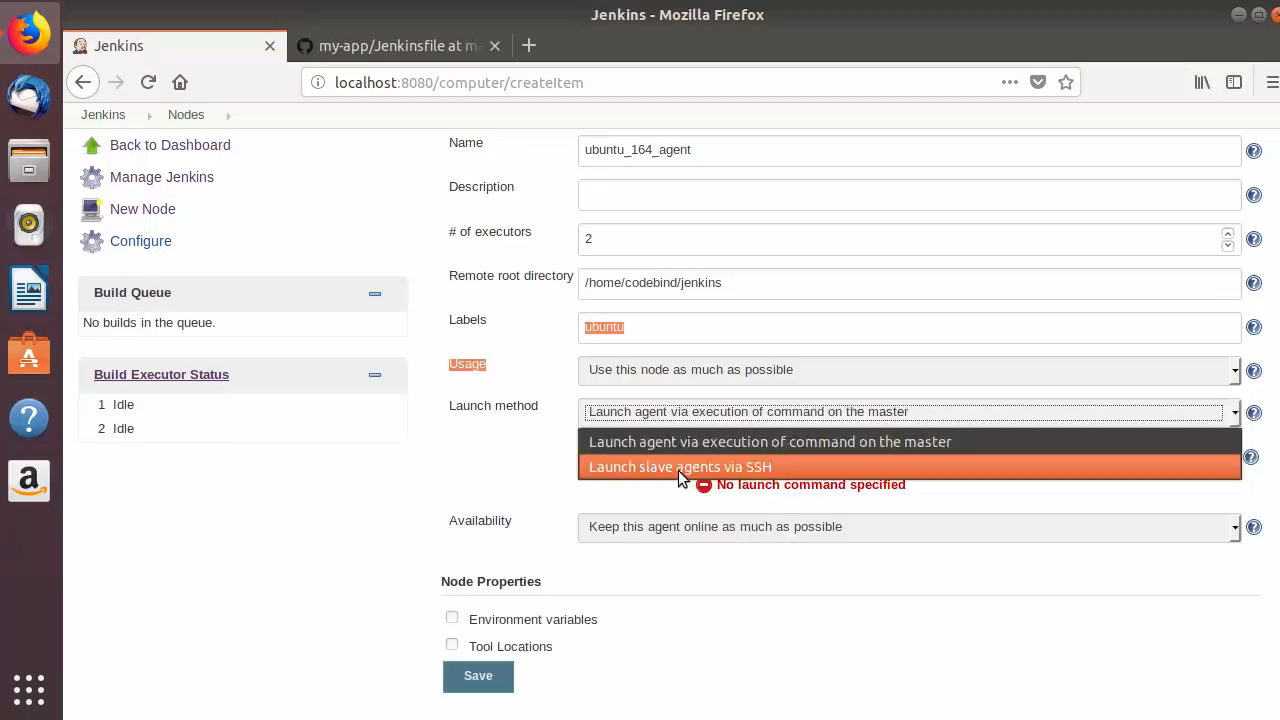 Jenkins - Mozilla Firefox
Jenkins
my-app/Jenkinsfile at m
localhost:8080/computer/createItem
Jenkins
Nodes
Back to Dashboard
Manage Jenkins
New Node
Configure
Build Queue
No builds in the queue.
Build Executor Status
1 Idle
2 Idle
Name
ubuntu_164_agent
Description
# of executors
2
Remote root directory
/home/codebind/jenkins
Labels
ubuntu
Usage
Use this node as much as possible
Launch method
Launch agent via execution of command on the master
Launch agent via execution of command on the master
Launch slave agents via SSH
No launch command specified
Availability
Keep this agent online as much as possible
Node Properties
Environment variables
Tool Locations
Save